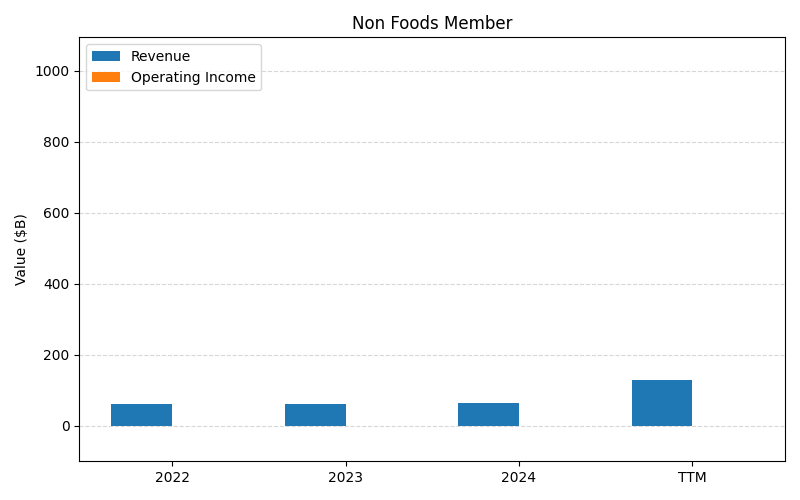 Non Foods Member
Revenue
Operating Income
1000
800
600
400
200
0
Value ($B)
2022
2023
2024
TTM